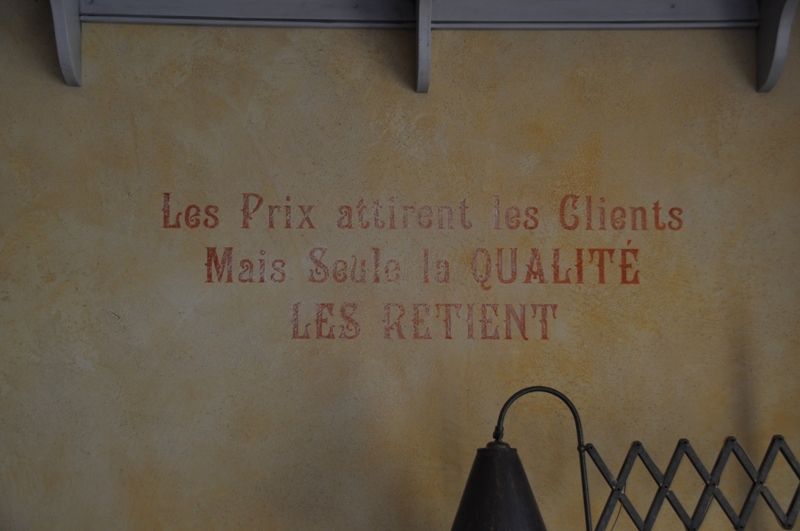 Les Prix attirent les Clients
Mais Seule la QUALITÉ
LES RETIENT